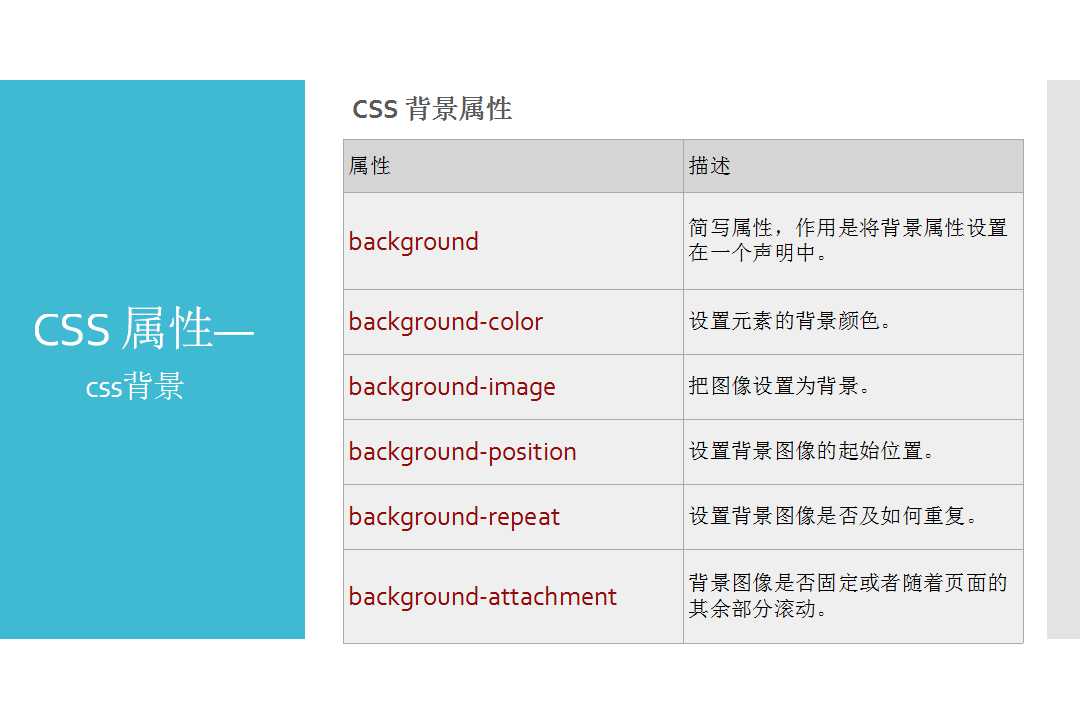 CSS 属性—
css背景
CSS 背景属性
属性
描述
background
简写属性，作用是将背景属性设置
在一个声明中。
background-color
设置元素的背景颜色。
background-image
把图像设置为背景。
background-position
设置背景图像的起始位置。
background-repeat
设置背景图像是否及如何重复。
background-attachment
背景图像是否固定或者随着页面的
其余部分滚动。